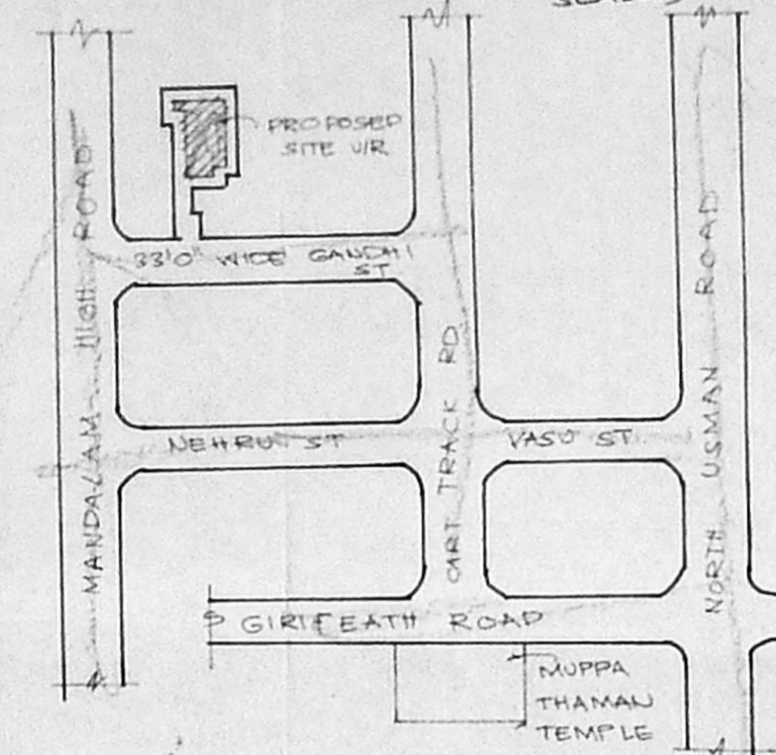 PROPOSED
SITE U/R
33'0" WIDE GANDHI
ST
MANDALAM HIGH ROAD
NEHRU ST
CART TRACK RD
VASU ST.
NORTH USMAN ROAD
GIRIFEATH ROAD
MUPPA
THAMAN
TEMPLE